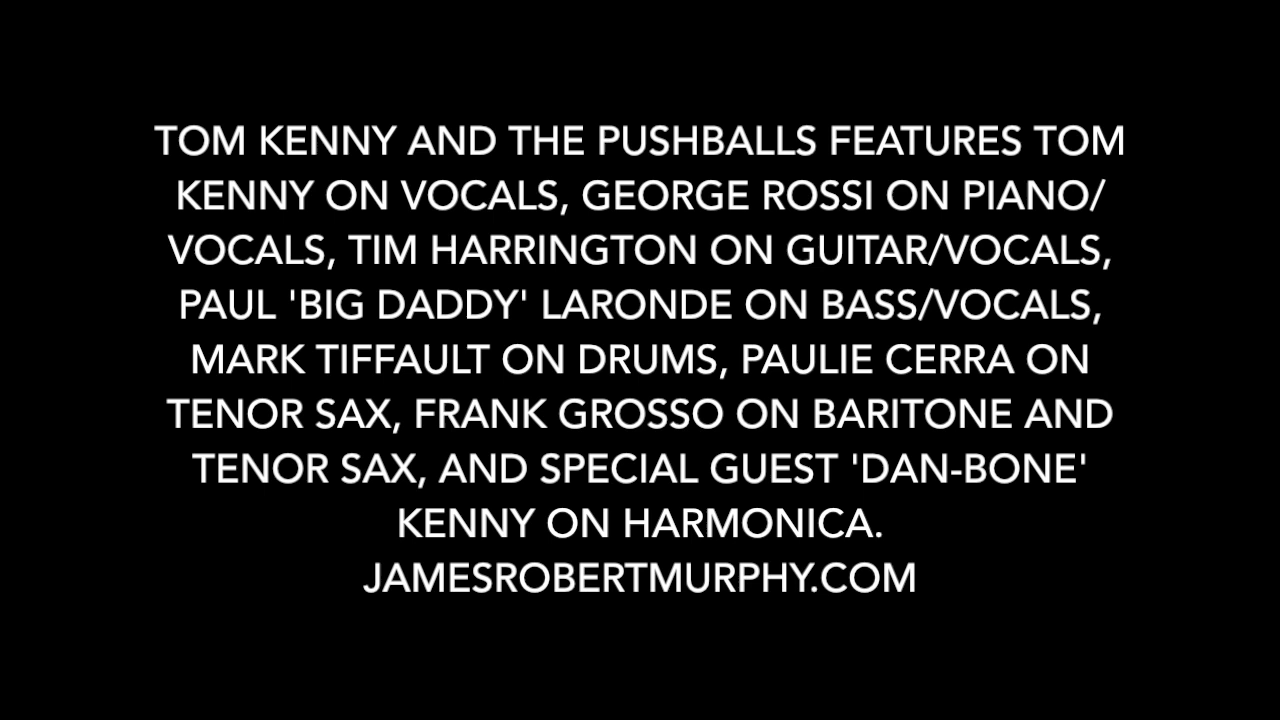 TOM KENNY AND THE PUSHBALLS FEATURES TOM
KENNY ON VOCALS, GEORGE ROSSI ON PIANO/
VOCALS, TIM HARRINGTON ON GUITAR/VOCALS,
PAUL 'BIG DADDY' LARONDE ON BASS/VOCALS,
MARK TIFFAULT ON DRUMS, PAULIE CERRA ON
TENOR SAX, FRANK GROSSO ON BARITONE AND
TENOR SAX, AND SPECIAL GUEST 'DAN-BONE'
KENNY ON HARMONICA.
JAMESROBERTMURPHY.COM